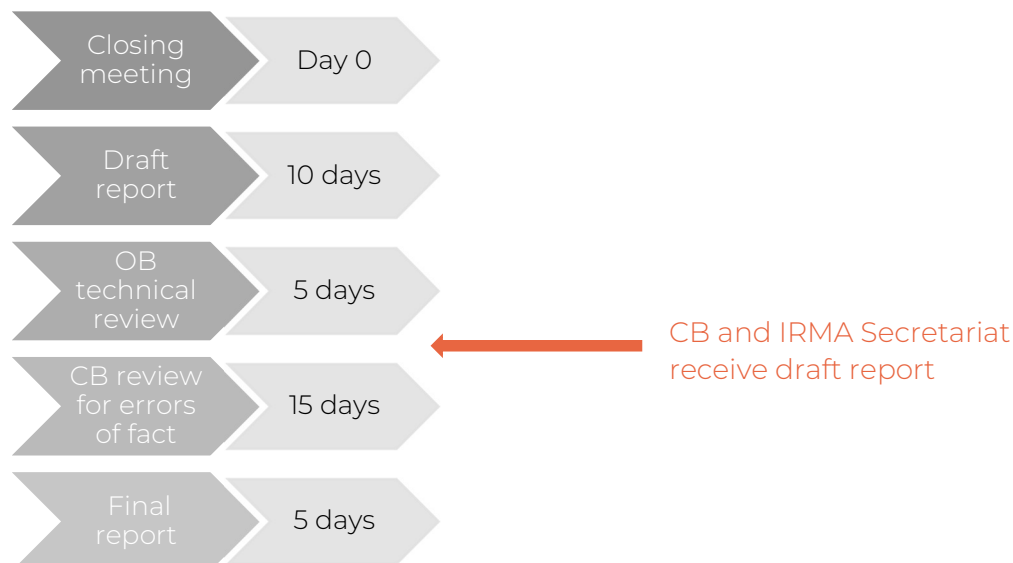 Closing
meeting
Day 0
Draft
report
10 days
OB
technical
review
5 days
CB and IRMA Secretariat
receive draft report
CB review
for errors
of fact
15 days
Final
report
5 days